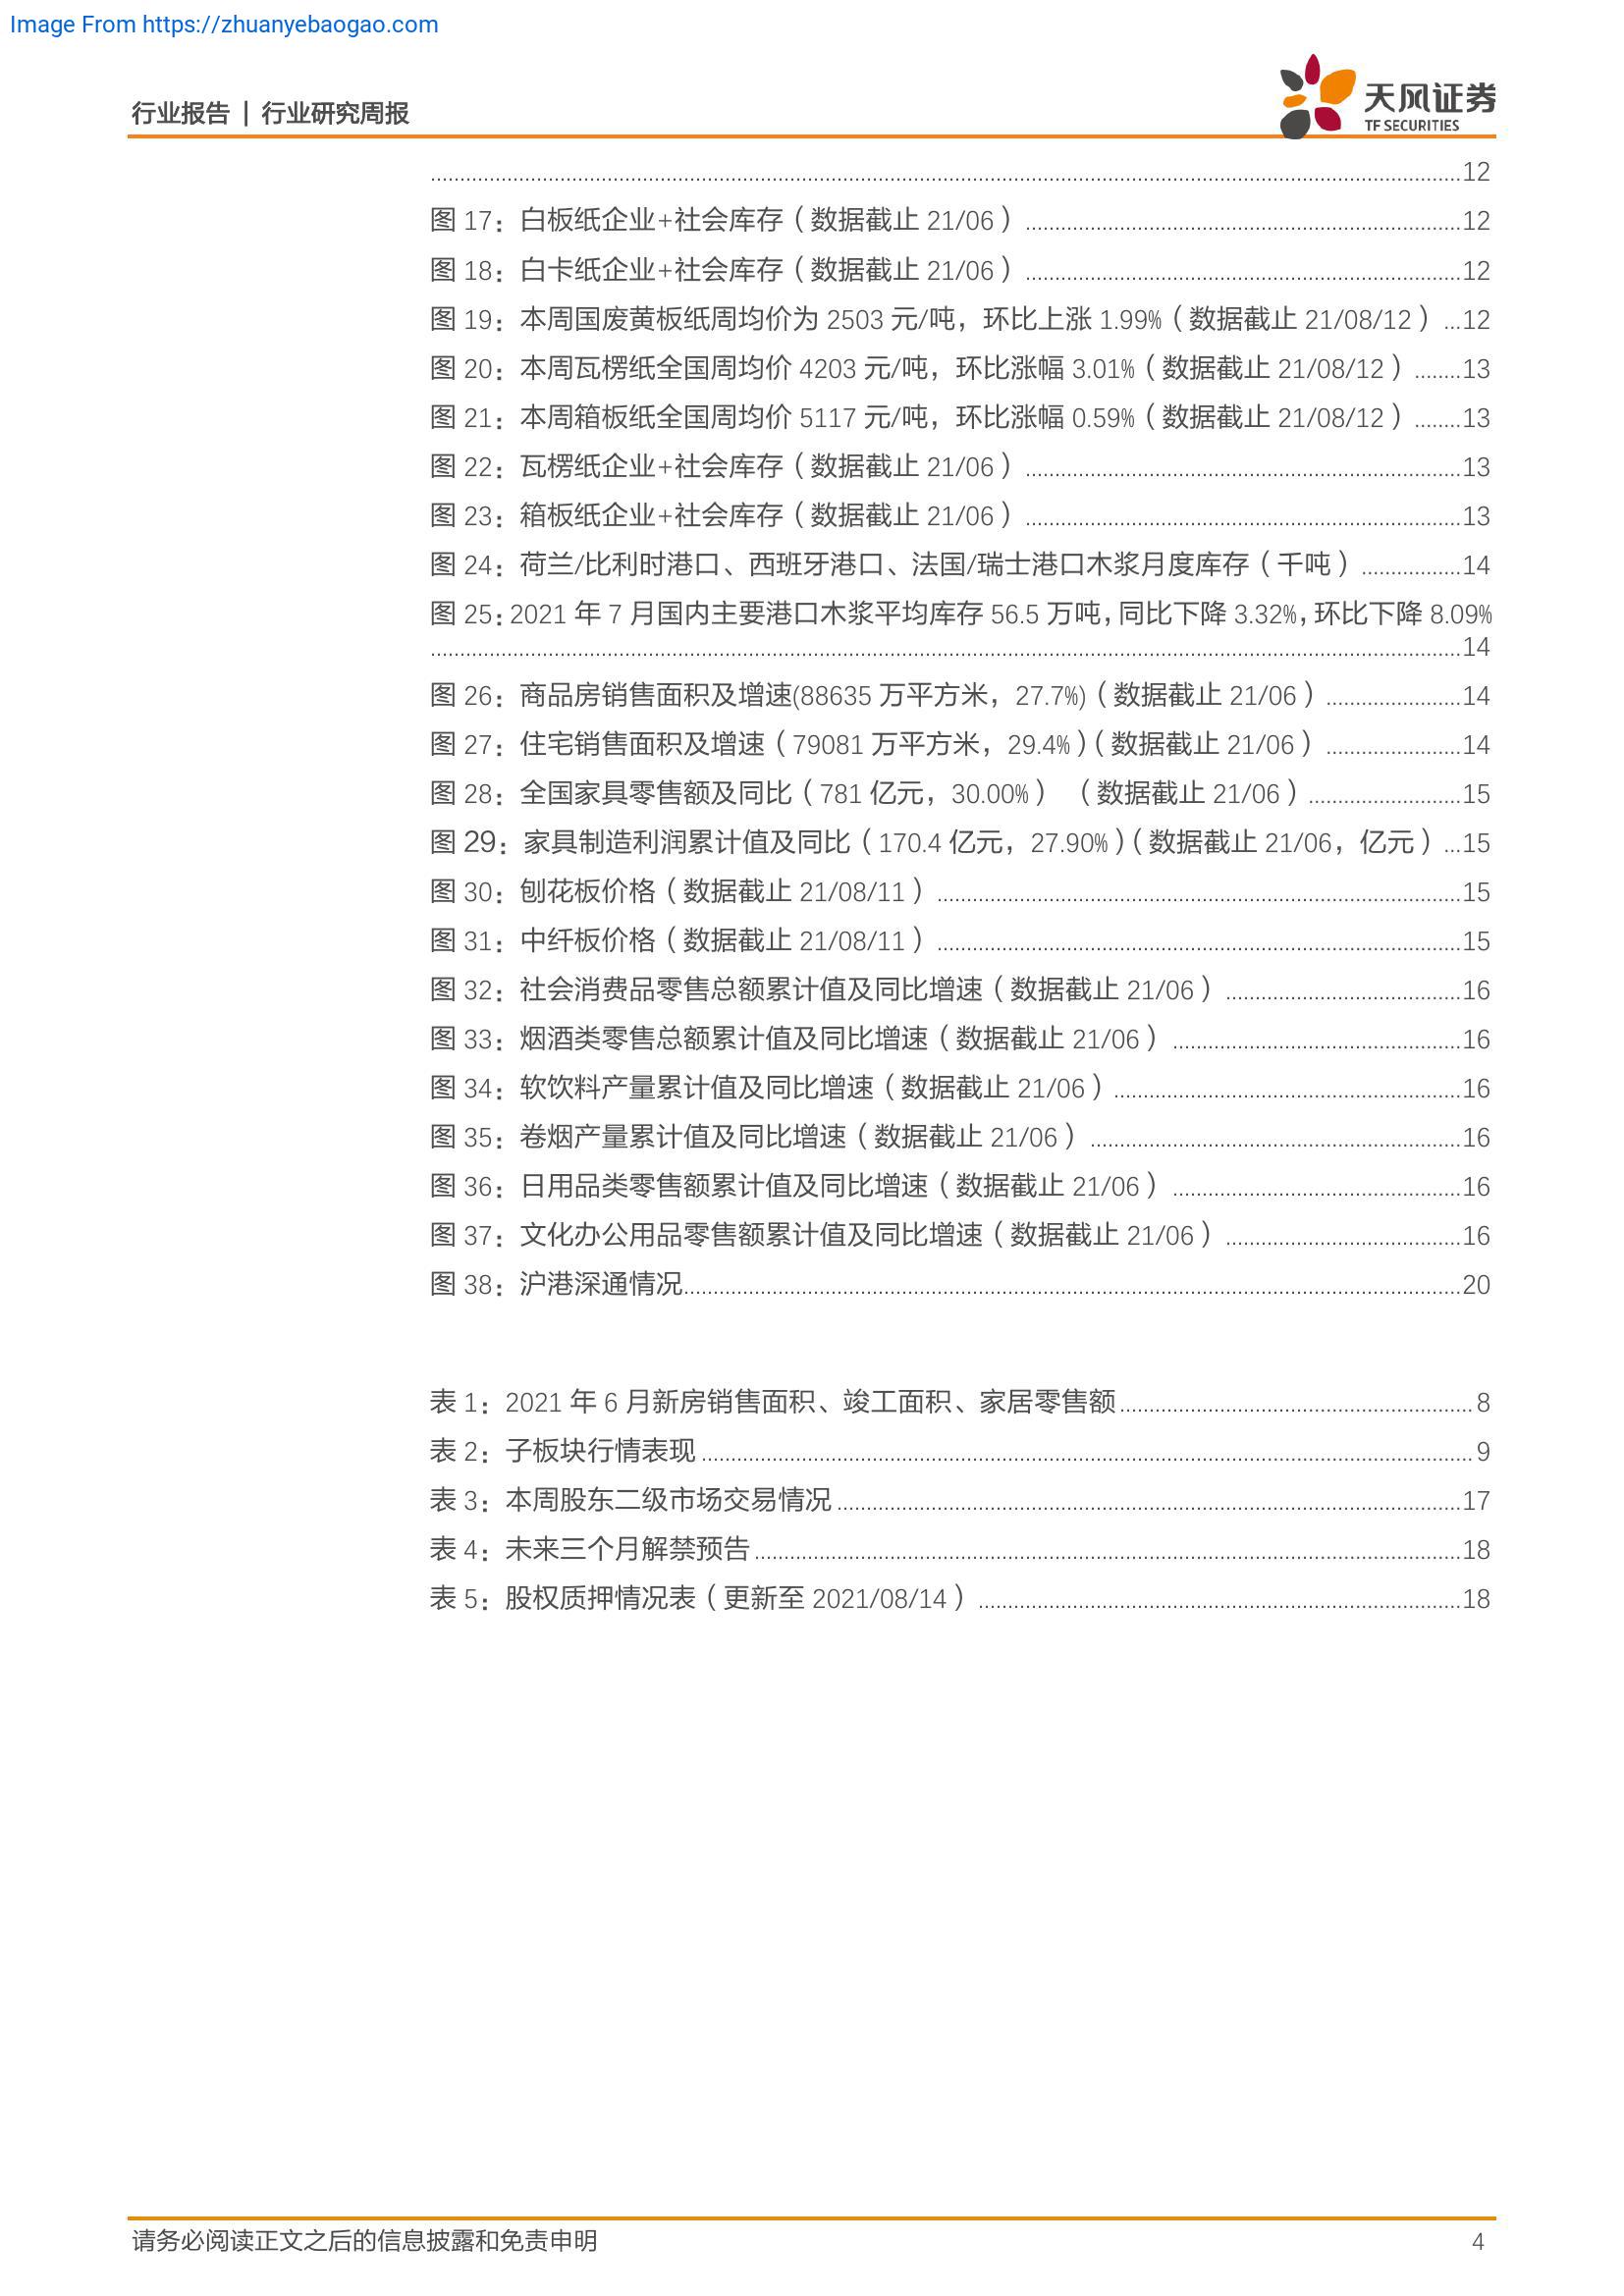 Image From https://zhuanyebaogao.com
行业报告 | 行业研究周报
天风证券
TF SECURITIES
............12
图 17：白板纸企业+社会库存（数据截止 21/06）............12
图 18：白卡纸企业+社会库存（数据截止 21/06）............12
图 19：本周国废黄板纸周均价为 2503 元/吨，环比上涨 1.99%（数据截止 21/08/12）...12
图 20：本周瓦楞纸全国周均价 4203 元/吨，环比涨幅 3.01%（数据截止 21/08/12）........13
图 21：本周箱板纸全国周均价 5117 元/吨，环比涨幅 0.59%（数据截止 21/08/12）........13
图 22：瓦楞纸企业+社会库存（数据截止 21/06）............13
图 23：箱板纸企业+社会库存（数据截止 21/06）............13
图 24：荷兰/比利时港口、西班牙港口、法国/瑞士港口木浆月度库存（千吨）............14
图 25：2021 年 7 月国内主要港口木浆平均库存 56.5 万吨，同比下降 3.32%，环比下降 8.09%
............14
图 26：商品房销售面积及增速(88635 万平方米，27.7%)（数据截止 21/06）............14
图 27：住宅销售面积及增速（79081 万平方米，29.4%）（数据截止 21/06）............14
图 28：全国家具零售额及同比（781 亿元，30.00%） （数据截止 21/06）............15
图 29：家具制造利润累计值及同比（170.4 亿元，27.90%）（数据截止 21/06，亿元）...15
图 30：刨花板价格（数据截止 21/08/11）............15
图 31：中纤板价格（数据截止 21/08/11）............15
图 32：社会消费品零售总额累计值及同比增速（数据截止 21/06）............16
图 33：烟酒类零售总额累计值及同比增速（数据截止 21/06）............16
图 34：软饮料产量累计值及同比增速（数据截止 21/06）............16
图 35：卷烟产量累计值及同比增速（数据截止 21/06）............16
图 36：日用品类零售额累计值及同比增速（数据截止 21/06）............16
图 37：文化办公用品零售额累计值及同比增速（数据截止 21/06）............16
图 38：沪港深通情况............20
表 1：2021 年 6 月新房销售面积、竣工面积、家居零售额............8
表 2：子板块行情表现............9
表 3：本周股东二级市场交易情况............17
表 4：未来三个月解禁预告............18
表 5：股权质押情况表（更新至 2021/08/14）............18
请务必阅读正文之后的信息披露和免责申明
4